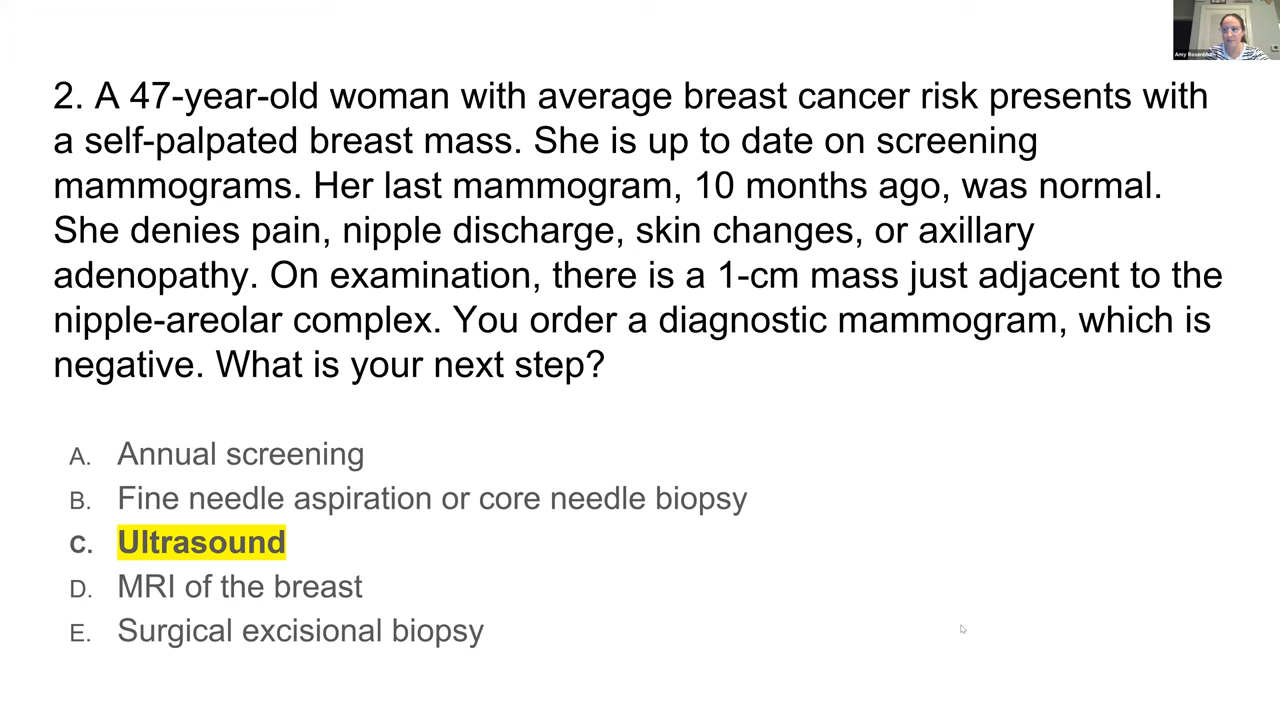 Amy Rosenbluth
2. A 47-year-old woman with average breast cancer risk presents with
a self-palpated breast mass. She is up to date on screening
mammograms. Her last mammogram, 10 months ago, was normal.
She denies pain, nipple discharge, skin changes, or axillary
adenopathy. On examination, there is a 1-cm mass just adjacent to the
nipple-areolar complex. You order a diagnostic mammogram, which is
negative. What is your next step?
A. Annual screening
B. Fine needle aspiration or core needle biopsy
C. Ultrasound
D. MRI of the breast
E. Surgical excisional biopsy